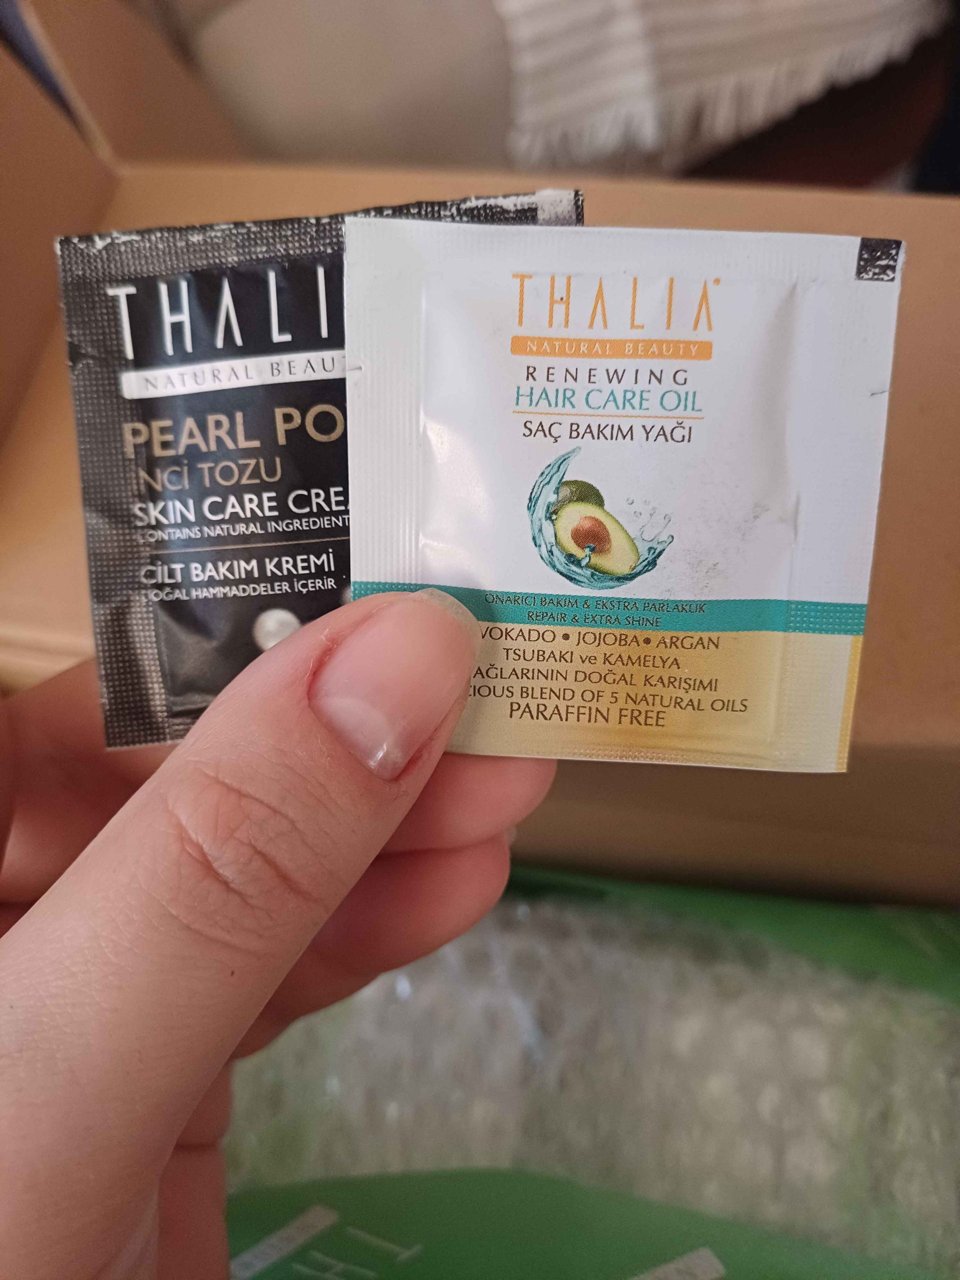 THALI
NATURAL BEAUT
PEARL PO
İNCİ TOZU
SKIN CARE CREA
CONTAINS NATURAL INGREDIENT
CİLT BAKIM KREMİ
DOĞAL HAMMADDELER İÇERİR
THALIA
NATURAL BEAUTY
RENEWING
HAIR CARE OIL
SAÇ BAKIM YAĞI
ONARICI BAKIM & EKSTRA PARLAKLIK
REPAIR & EXTRA SHINE
VOKADO • JOJOBA • ARGAN
TSUBAKI ve KAMELYA
AĞLARININ DOĞAL KARIŞIMI
CIOUS BLEND OF 5 NATURAL OILS
PARAFFIN FREE